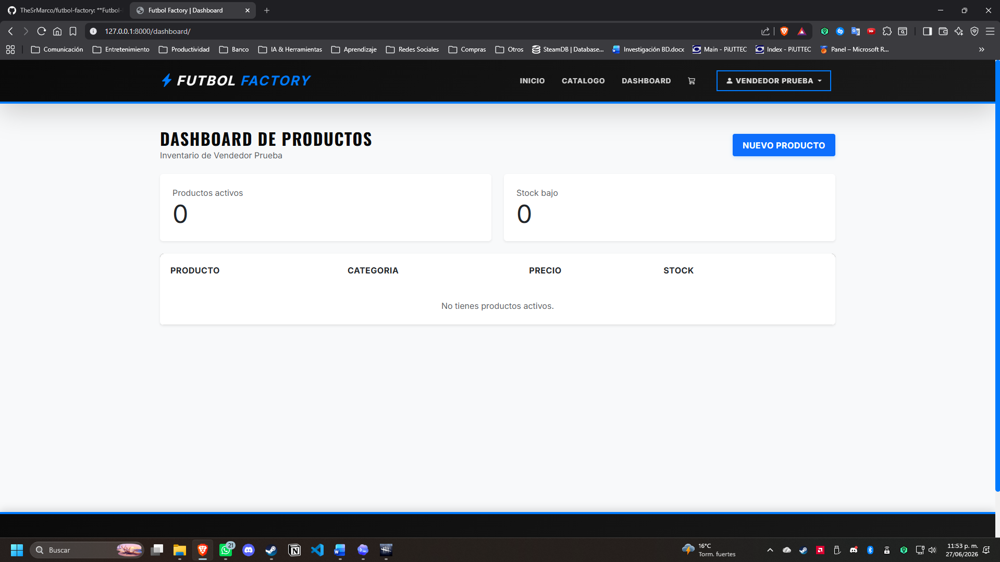 TheSrMarco/futbol-factory: **Futbol-
Futbol Factory | Dashboard
127.0.0.1:8000/dashboard/
Comunicación
Entretenimiento
Productividad
Banco
IA & Herramientas
Aprendizaje
Redes Sociales
Compras
Otros
SteamDB | Database...
Investigación BD.docx
Main - PiUTTEC
Index - PiUTTEC
Panel – Microsoft R...
FUTBOL FACTORY
INICIO
CATALOGO
DASHBOARD
VENDEDOR PRUEBA
DASHBOARD DE PRODUCTOS
Inventario de Vendedor Prueba
NUEVO PRODUCTO
Productos activos
0
Stock bajo
0
PRODUCTO
CATEGORIA
PRECIO
STOCK
No tienes productos activos.
Buscar
21
16°C
Torm. fuertes
11:53 p. m.
27/06/2026